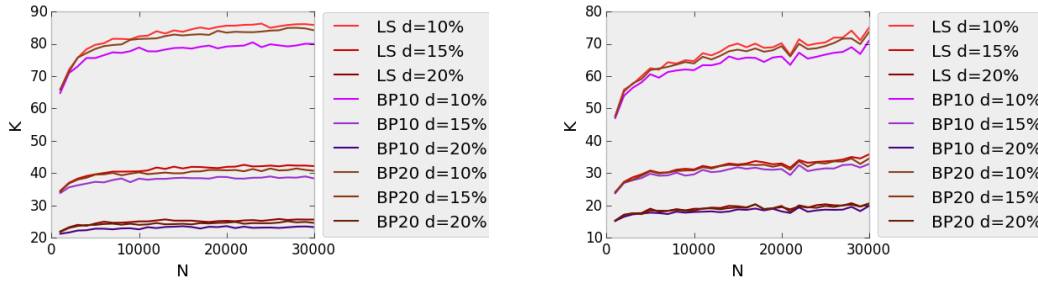 90
80
70
60
50
40
30
20
K
0
10000
20000
30000
N
LS d=10%
LS d=15%
LS d=20%
BP10 d=10%
BP10 d=15%
BP10 d=20%
BP20 d=10%
BP20 d=15%
BP20 d=20%
80
70
60
50
40
30
20
10
K
0
10000
20000
30000
N
LS d=10%
LS d=15%
LS d=20%
BP10 d=10%
BP10 d=15%
BP10 d=20%
BP20 d=10%
BP20 d=15%
BP20 d=20%